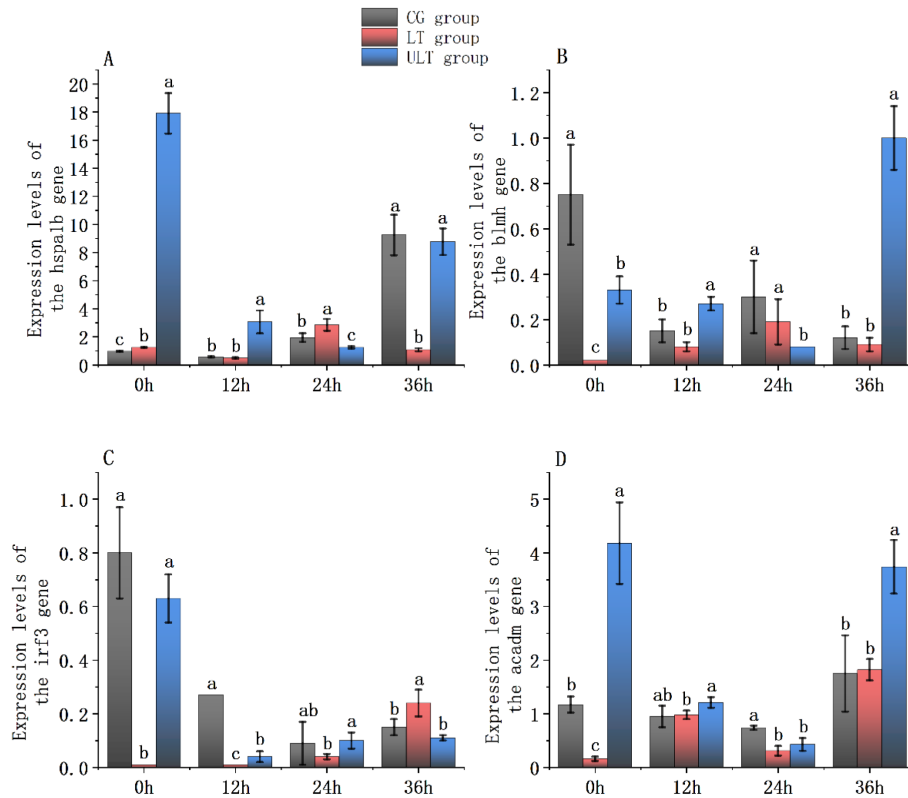 CG group
LT group
ULT group
A
Expression levels of
the hspalb gene
20
18
16
14
12
10
8
6
4
2
0
c b a
b b a
b a c
a b a
0h 12h 24h 36h
B
Expression levels of
the blmh gene
1.2
1.0
0.8
0.6
0.4
0.2
0.0
a c b
b b a
a a b
b b a
0h 12h 24h 36h
C
Expression levels of
the irf3 gene
1.0
0.8
0.6
0.4
0.2
0.0
a b a
a c b
ab b a
b a b
0h 12h 24h 36h
D
Expression levels of
the acadm gene
5
4
3
2
1
0
b c a
ab b a
a b b
b b a
0h 12h 24h 36h